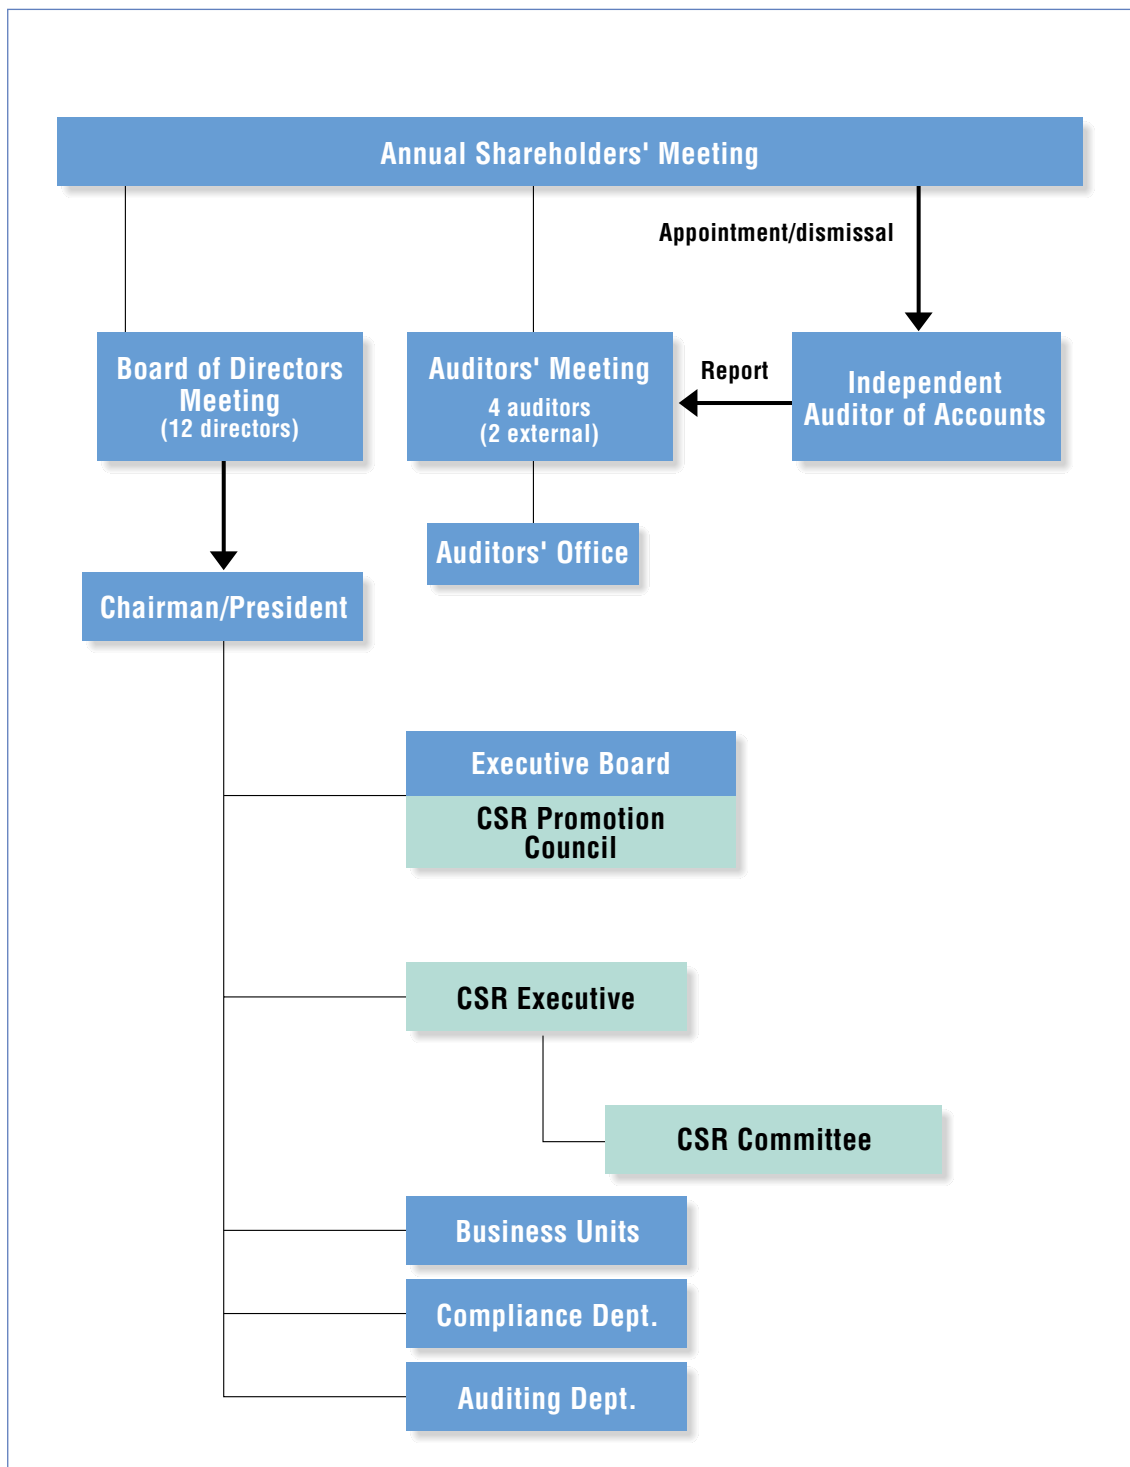 Annual Shareholders' Meeting
Appointment/dismissal
Board of Directors
Meeting
(12 directors)
Auditors' Meeting
4 auditors
(2 external)
Report
Independent
Auditor of Accounts
Auditors' Office
Chairman/President
Executive Board
CSR Promotion
Council
CSR Executive
CSR Committee
Business Units
Compliance Dept.
Auditing Dept.